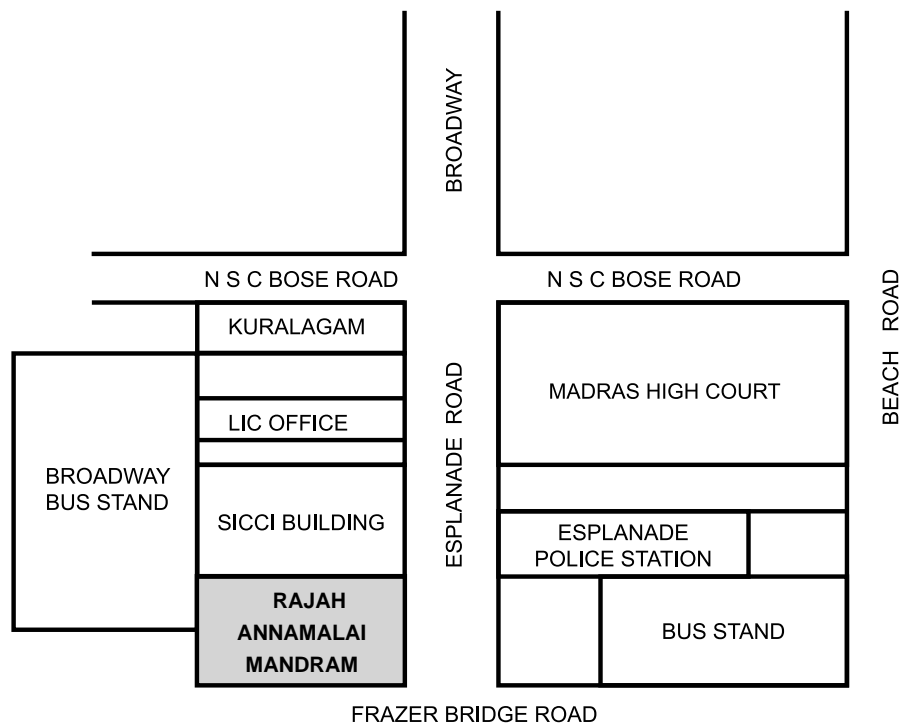 BROADWAY
N S C BOSE ROAD
N S C BOSE ROAD
BEACH ROAD
KURALAGAM
MADRAS HIGH COURT
LIC OFFICE
ESPLANADE ROAD
BROADWAY
BUS STAND
SICCI BUILDING
ESPLANADE
POLICE STATION
RAJAH
ANNAMALAI
MANDRAM
BUS STAND
FRAZER BRIDGE ROAD